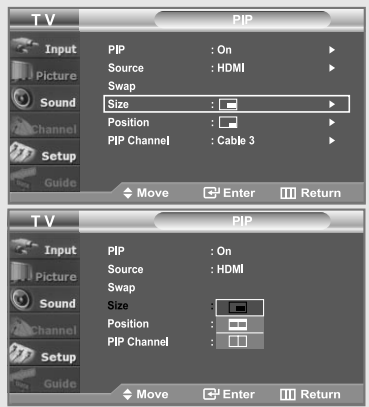 TV PIP
Input
Picture
Sound
Channel
Setup
Guide
PIP : On
Source : HDMI
Swap
Size :
Position :
PIP Channel : Cable 3
Move Enter Return
TV PIP
Input
Picture
Sound
Channel
Setup
Guide
PIP : On
Source : HDMI
Swap
Size :
Position :
PIP Channel :
Move Enter Return